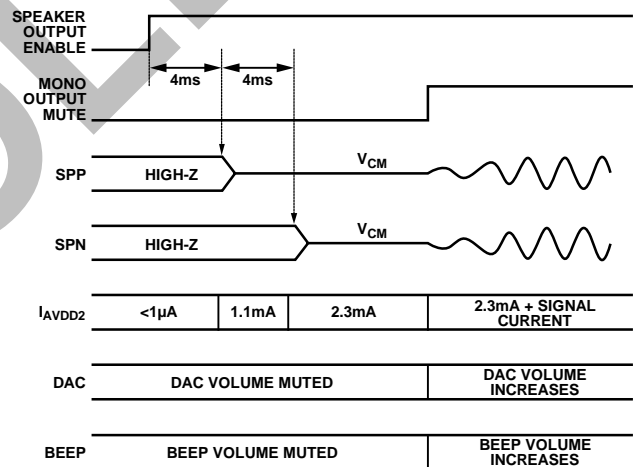 SPEAKER
OUTPUT
ENABLE
4ms 4ms
MONO
OUTPUT
MUTE
SPP HIGH-Z VCM
SPN HIGH-Z VCM
IAVDD2 <1µA 1.1mA 2.3mA 2.3mA + SIGNAL
CURRENT
DAC DAC VOLUME MUTED DAC VOLUME
INCREASES
BEEP BEEP VOLUME MUTED BEEP VOLUME
INCREASES